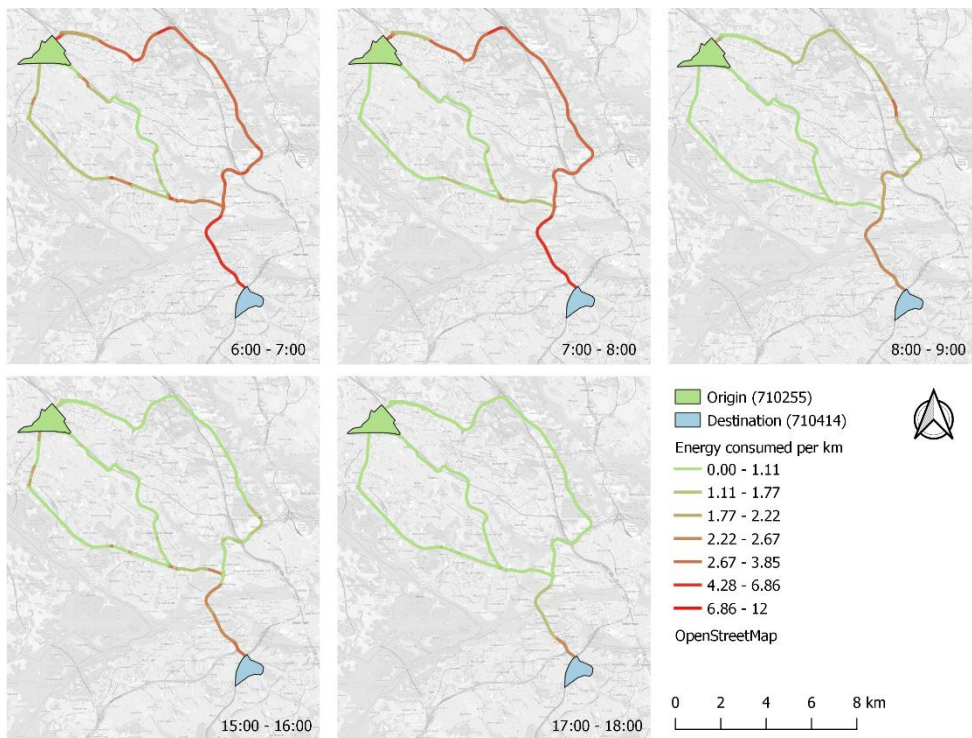 6:00 - 7:00
7:00 - 8:00
8:00 - 9:00
15:00 - 16:00
17:00 - 18:00
Origin (710255)
Destination (710414)
Energy consumed per km
0.00 - 1.11
1.11 - 1.77
1.77 - 2.22
2.22 - 2.67
2.67 - 3.85
4.28 - 6.86
6.86 - 12
OpenStreetMap
0 2 4 6 8 km